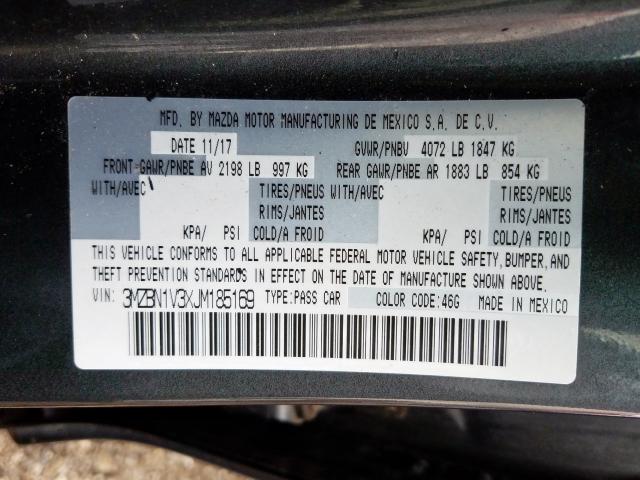 MFD. BY MAZDA MOTOR MANUFACTURING DE MEXICO S.A. DE C.V.
DATE 11/17 GVWR/PNBV 4072 LB 1847 KG
FRONT GAWR/PNBE AV 2198 LB 997 KG REAR GAWR/PNBE AR 1883 LB 854 KG
WITH/AVEC TIRES/PNEUS WITH/AVEC TIRES/PNEUS
RIMS/JANTES RIMS/JANTES
KPA/ PSI COLD/A FROID KPA/ PSI COLD/A FROID
THIS VEHICLE CONFORMS TO ALL APPLICABLE FEDERAL MOTOR VEHICLE SAFETY, BUMPER, AND
THEFT PREVENTION STANDARDS IN EFFECT ON THE DATE OF MANUFACTURE SHOWN ABOVE.
VIN: 3MZBN1V3XJM185169 TYPE: PASS CAR COLOR CODE: 46G MADE IN MEXICO